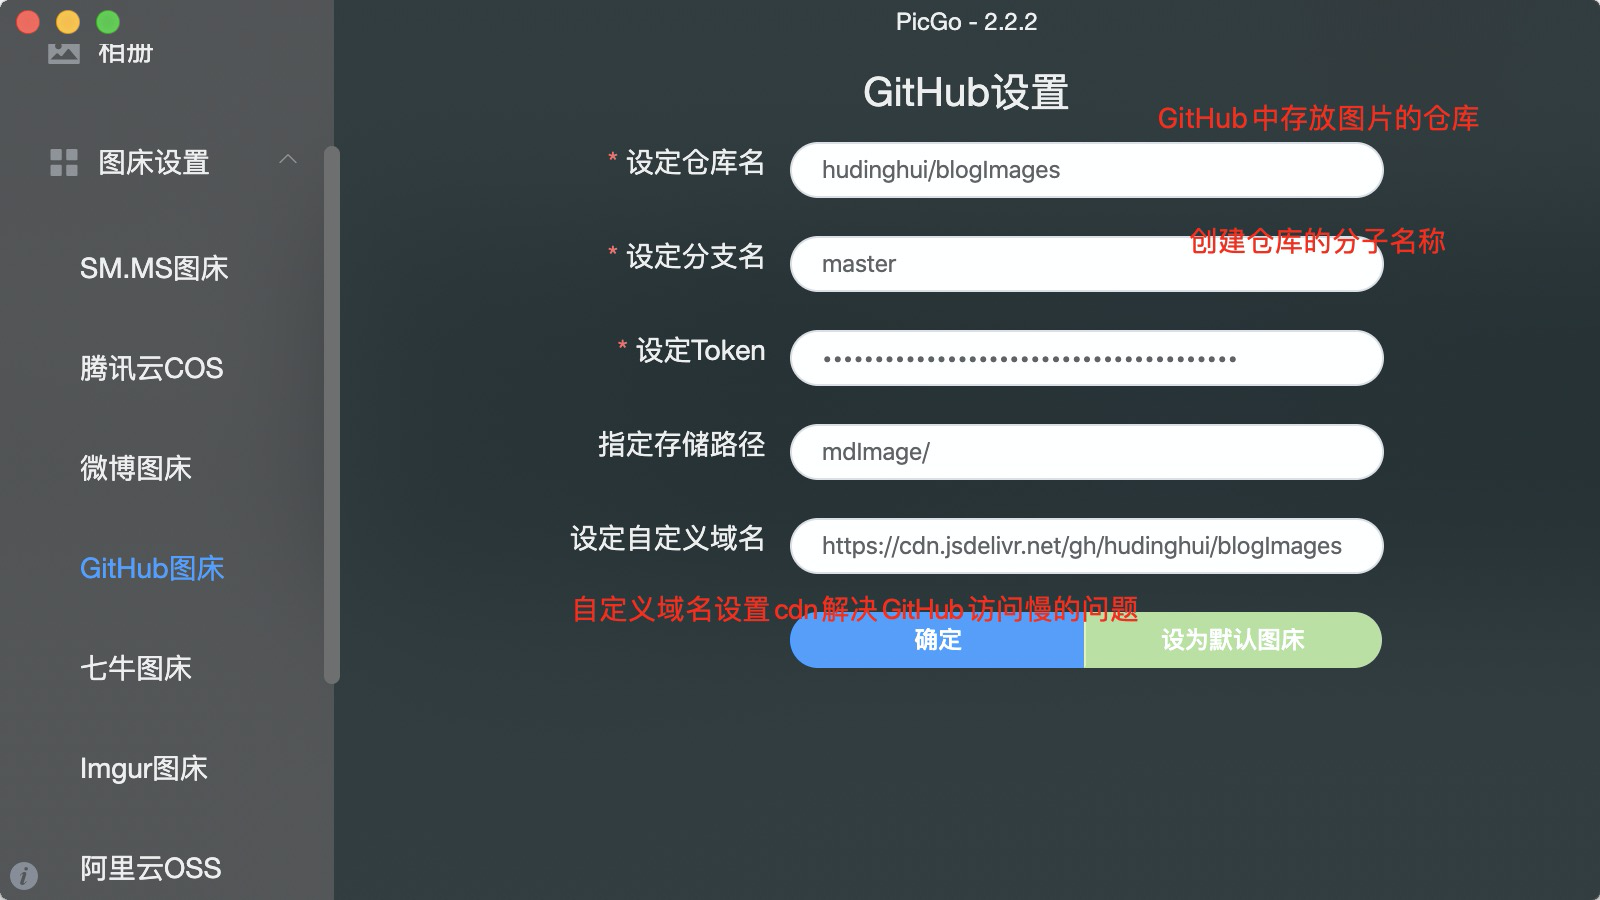 PicGo - 2.2.2
相册
图床设置
SM.MS图床
腾讯云COS
微博图床
GitHub图床
七牛图床
Imgur图床
阿里云OSS
GitHub设置
GitHub中存放图片的仓库
* 设定仓库名
hudinghui/blogImages
创建仓库的分子名称
* 设定分支名
master
* 设定Token
指定存储路径
mdImage/
设定自定义域名
https://cdn.jsdelivr.net/gh/hudinghui/blogImages
自定义域名设置cdn解决GitHub访问慢的问题
确定
设为默认图床